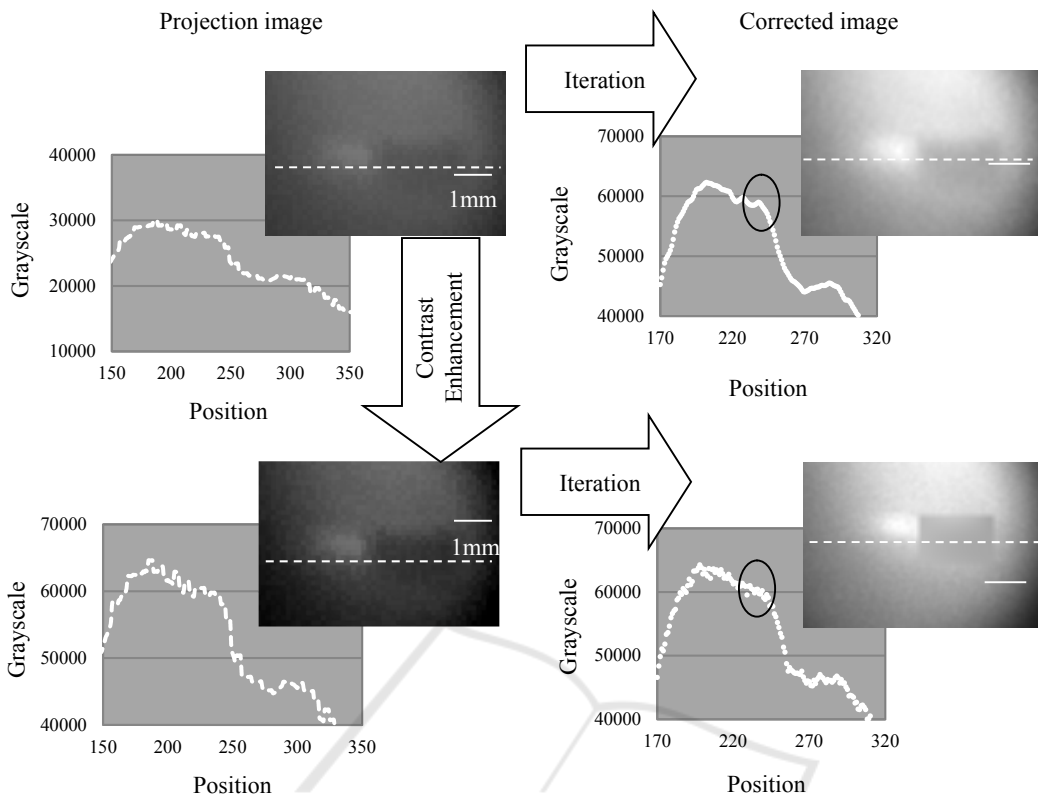 Projection image
Corrected image
Iteration
1mm
40000
30000
20000
10000
Grayscale
150 200 250 300 350
Position
70000
60000
50000
40000
Grayscale
170 220 270 320
Position
Contrast
Enhancement
Iteration
1mm
70000
60000
50000
40000
Grayscale
150 200 250 300 350
Position
70000
60000
50000
40000
Grayscale
170 220 270 320
Position